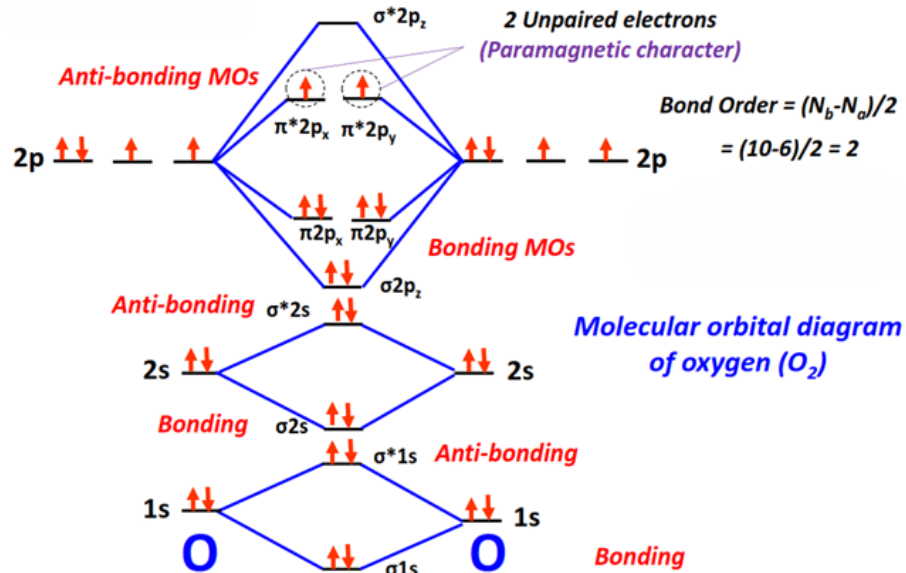 σ*2pz
2 Unpaired electrons
(Paramagnetic character)
Anti-bonding MOs
Bond Order = (Nb-Na)/2
= (10-6)/2 = 2
π*2px
π*2py
2p
2p
π2px
π2py
Bonding MOs
σ2pz
Anti-bonding
σ*2s
Molecular orbital diagram
of oxygen (O2)
2s
2s
Bonding
σ2s
σ*1s
Anti-bonding
1s
1s
O
O
σ1s
Bonding